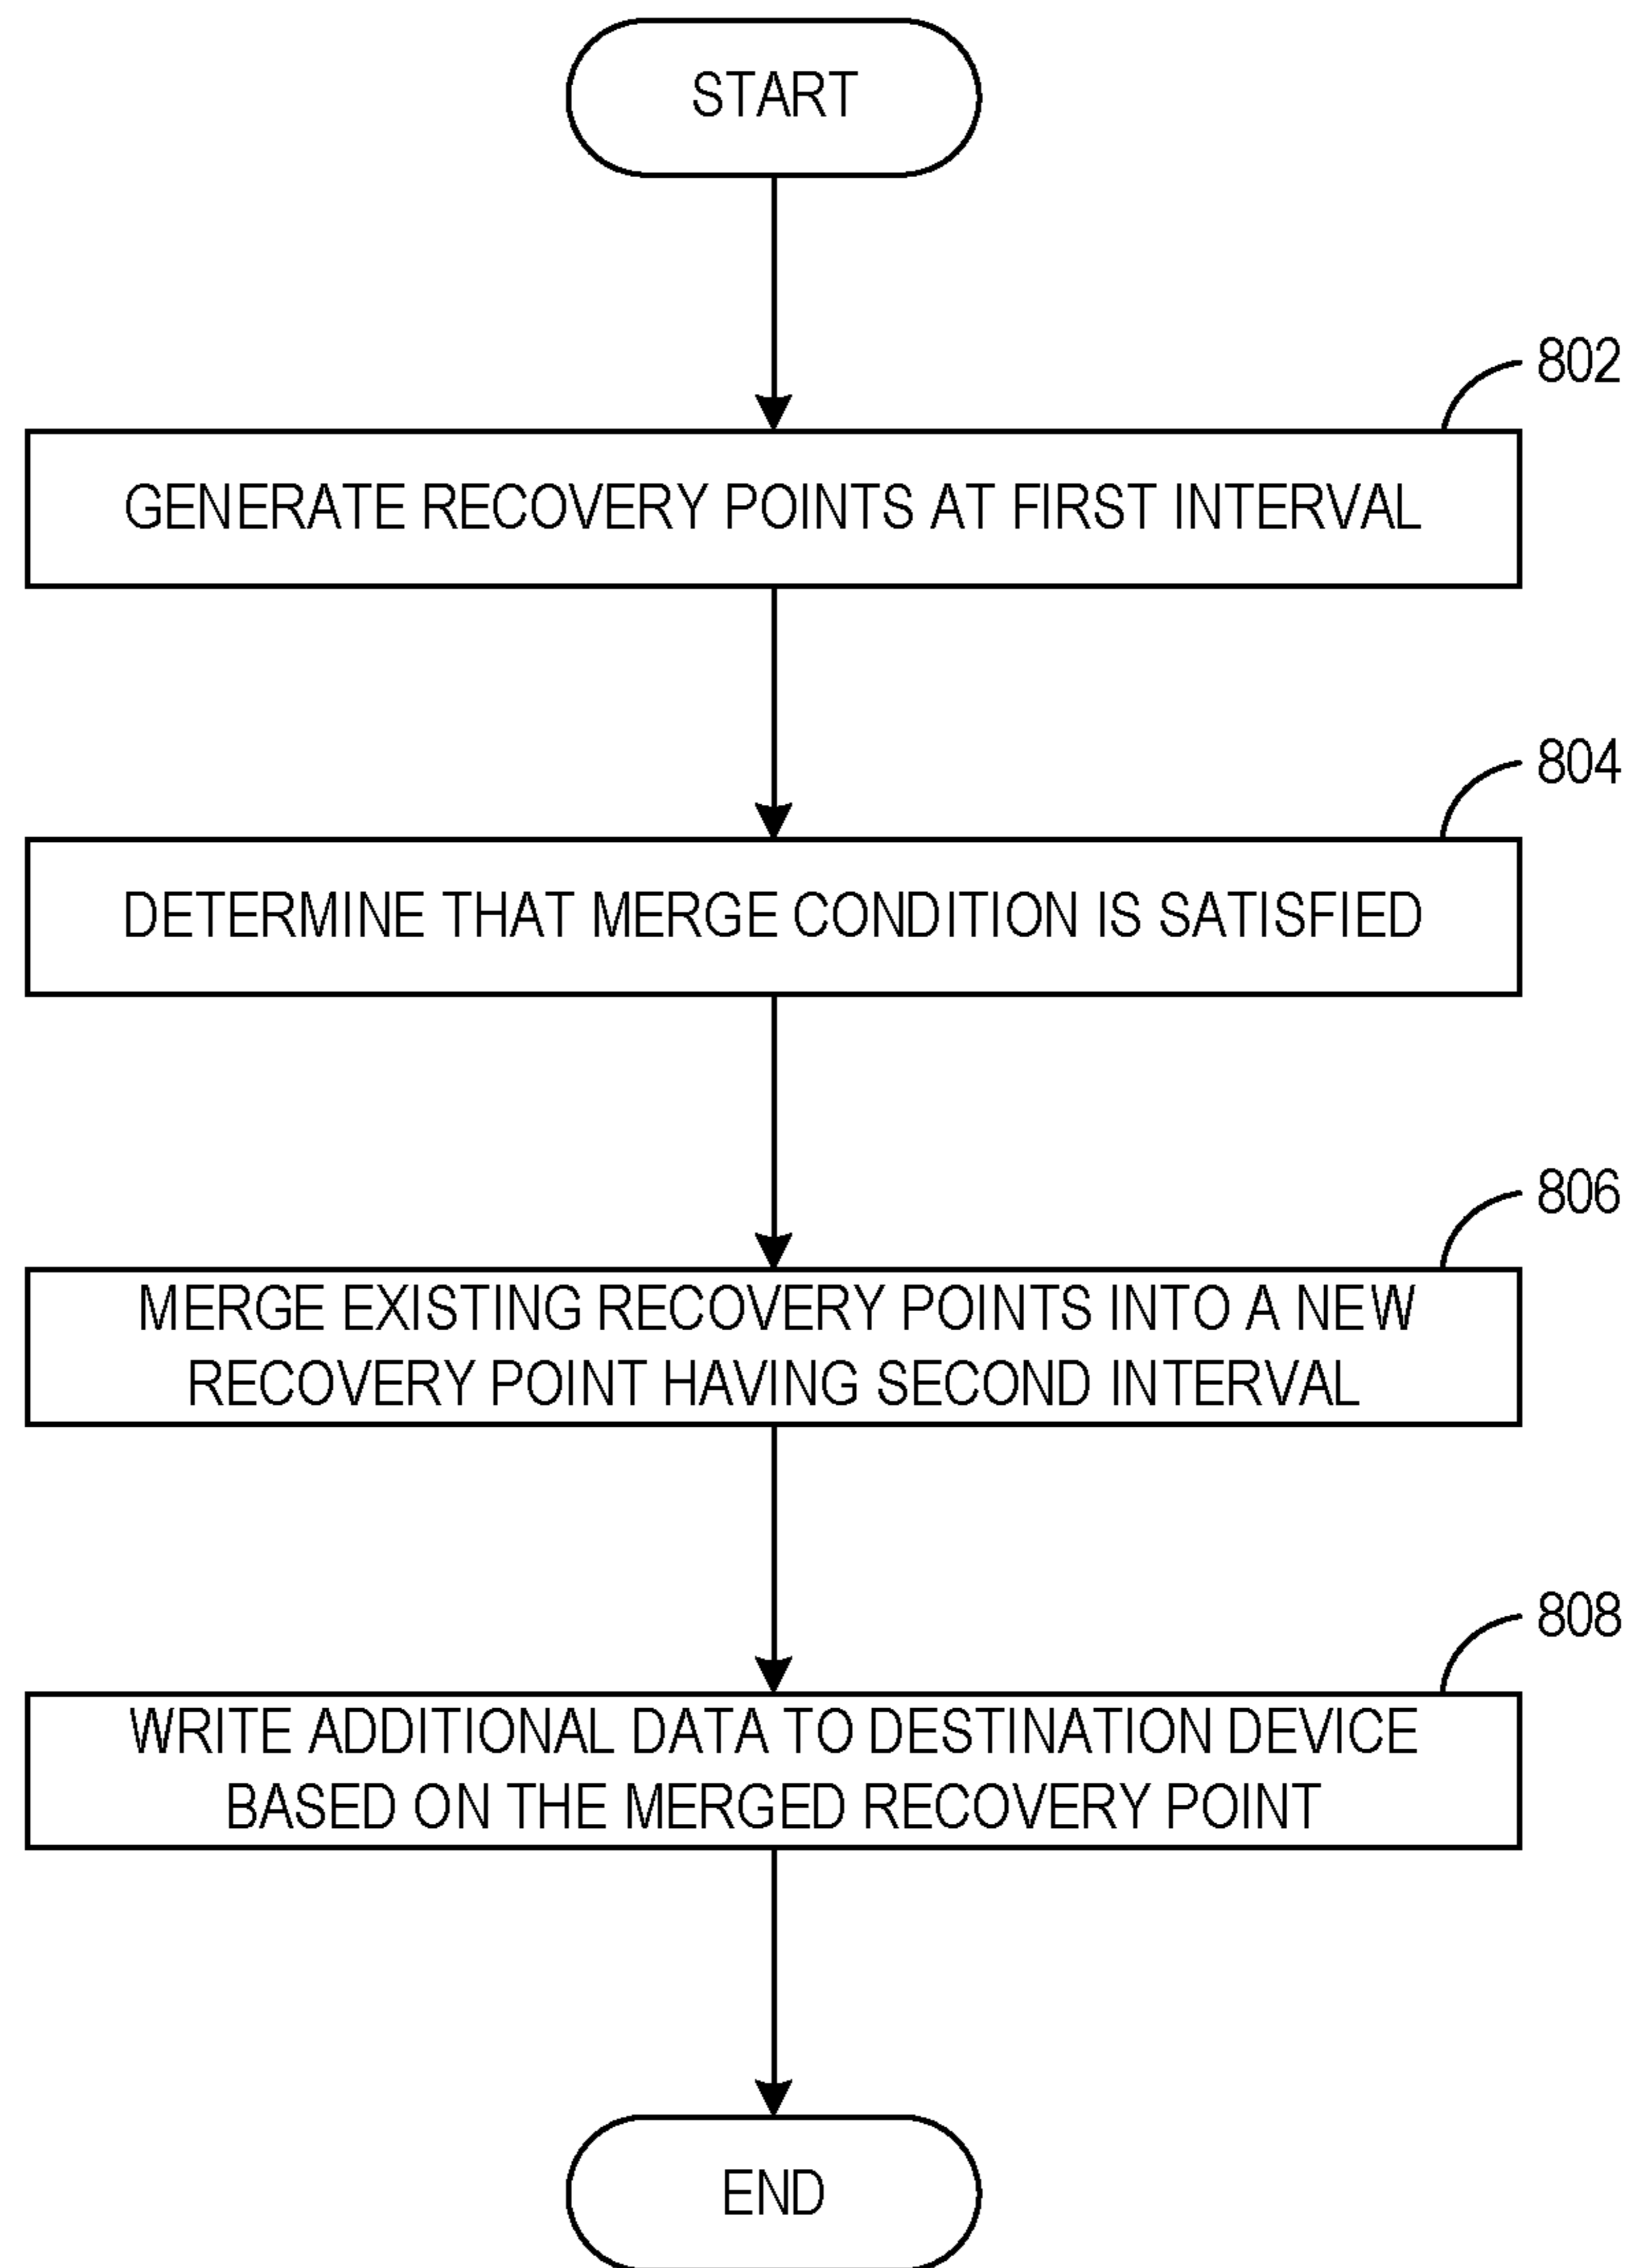 START
802
GENERATE RECOVERY POINTS AT FIRST INTERVAL
804
DETERMINE THAT MERGE CONDITION IS SATISFIED
806
MERGE EXISTING RECOVERY POINTS INTO A NEW
RECOVERY POINT HAVING SECOND INTERVAL
808
WRITE ADDITIONAL DATA TO DESTINATION DEVICE
BASED ON THE MERGED RECOVERY POINT
END